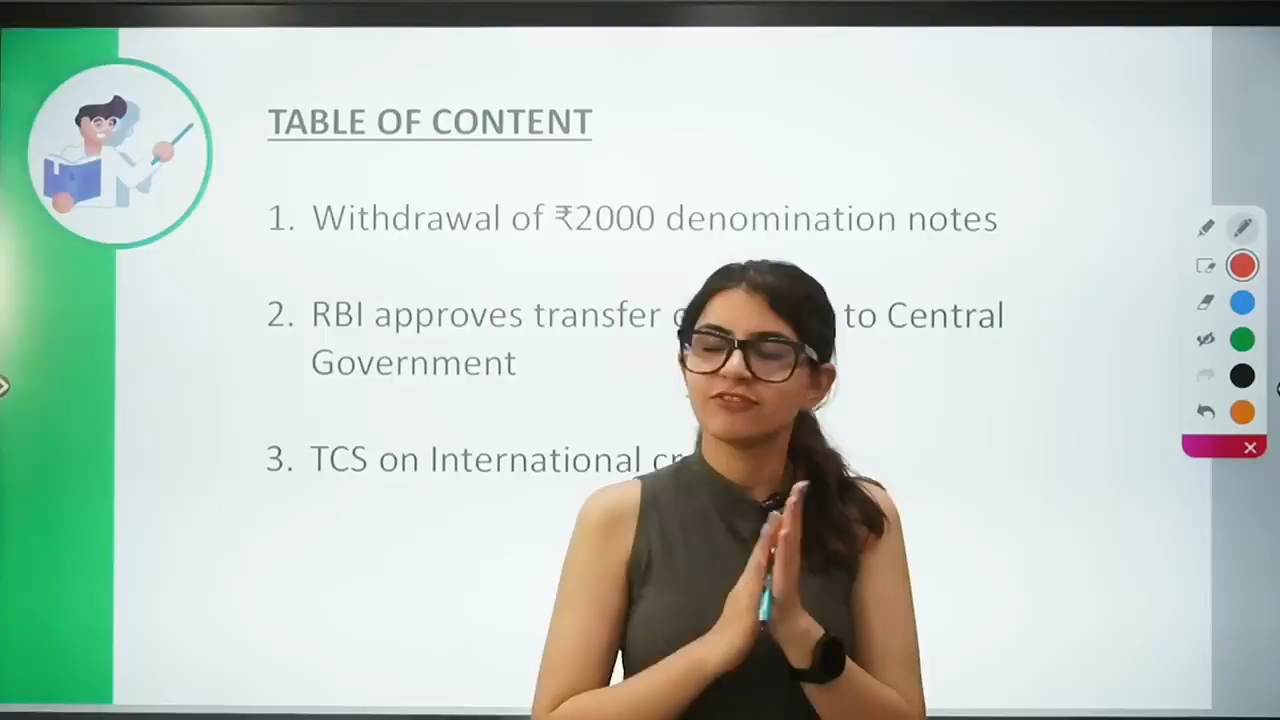 TABLE OF CONTENT
1. Withdrawal of ₹2000 denomination notes
2. RBI approves transfer to Central
Government
3. TCS on International